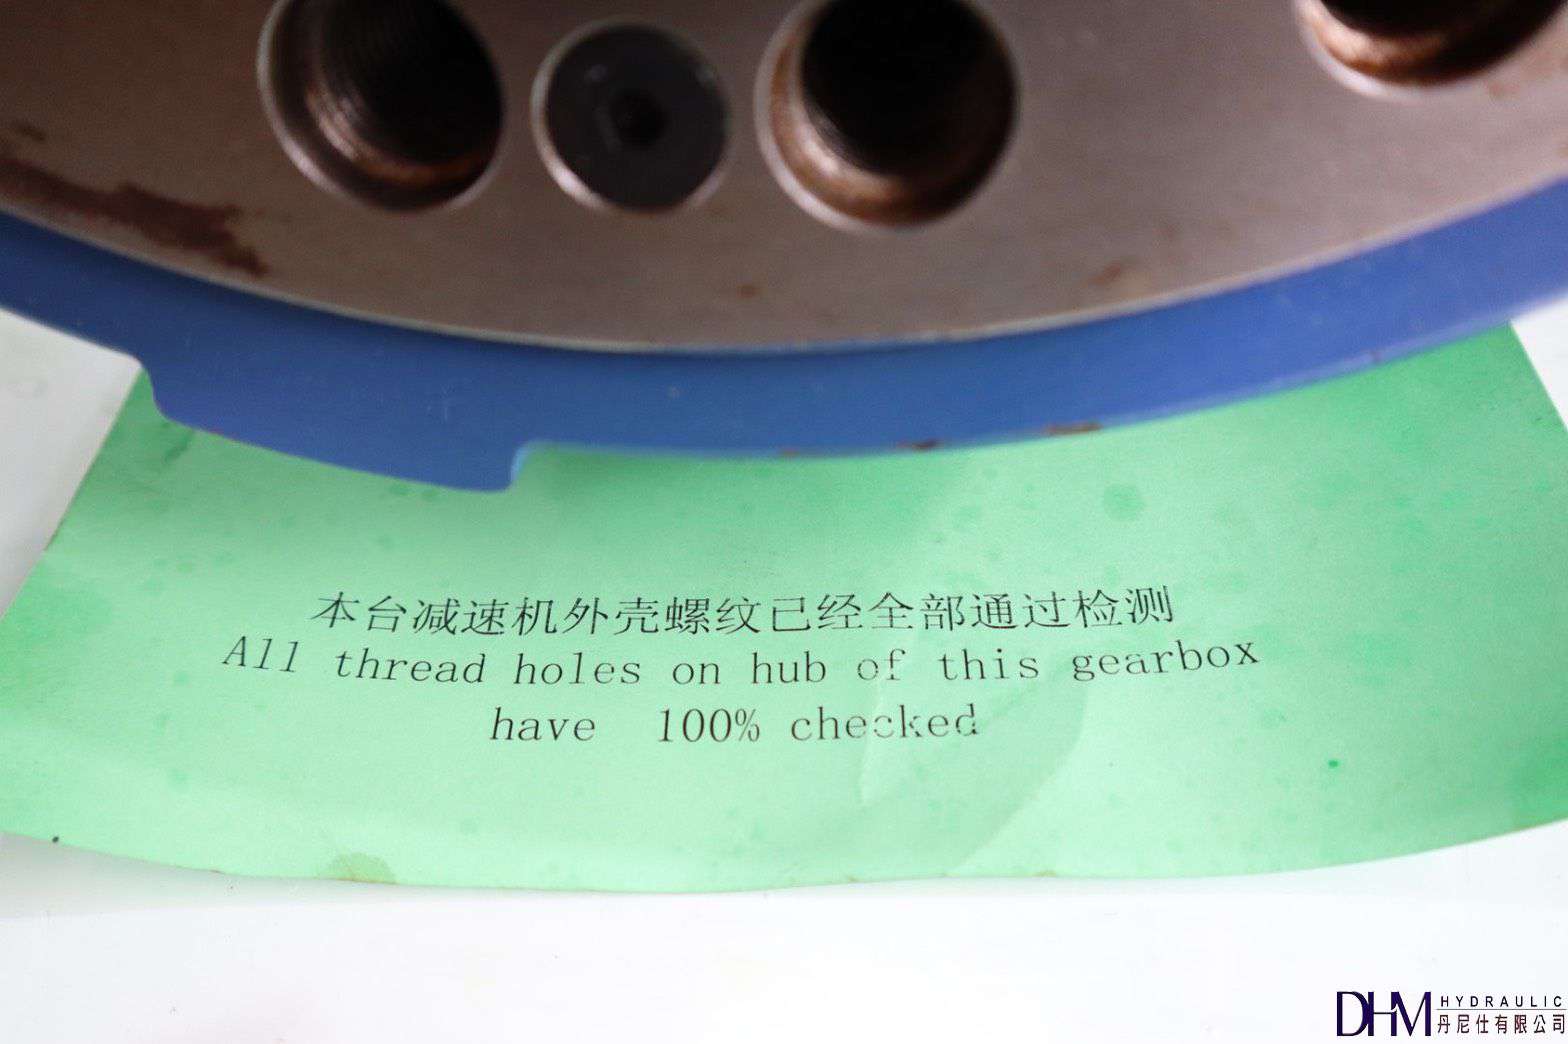 本台减速机外壳螺纹已经全部通过检测
All thread holes on hub of this gearbox
have 100% checked
DHM HYDRAULIC
丹尼仕有限公司